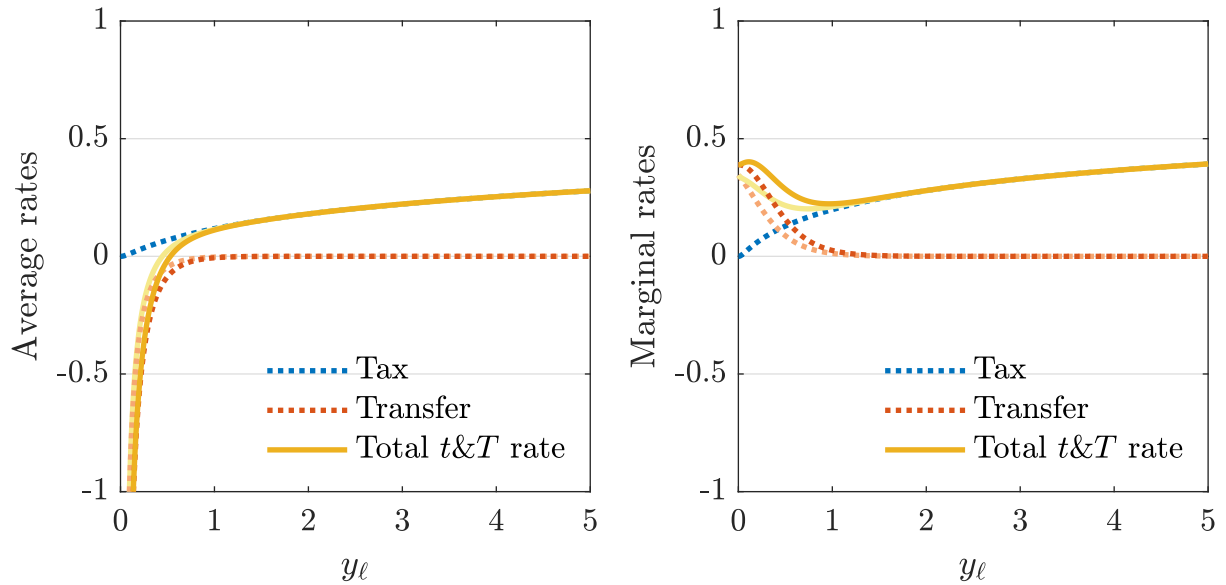 Average rates
1
0.5
0
-0.5
-1
Tax
Transfer
Total t&T rate
0 1 2 3 4 5
yℓ
Marginal rates
1
0.5
0
-0.5
-1
Tax
Transfer
Total t&T rate
0 1 2 3 4 5
yℓ